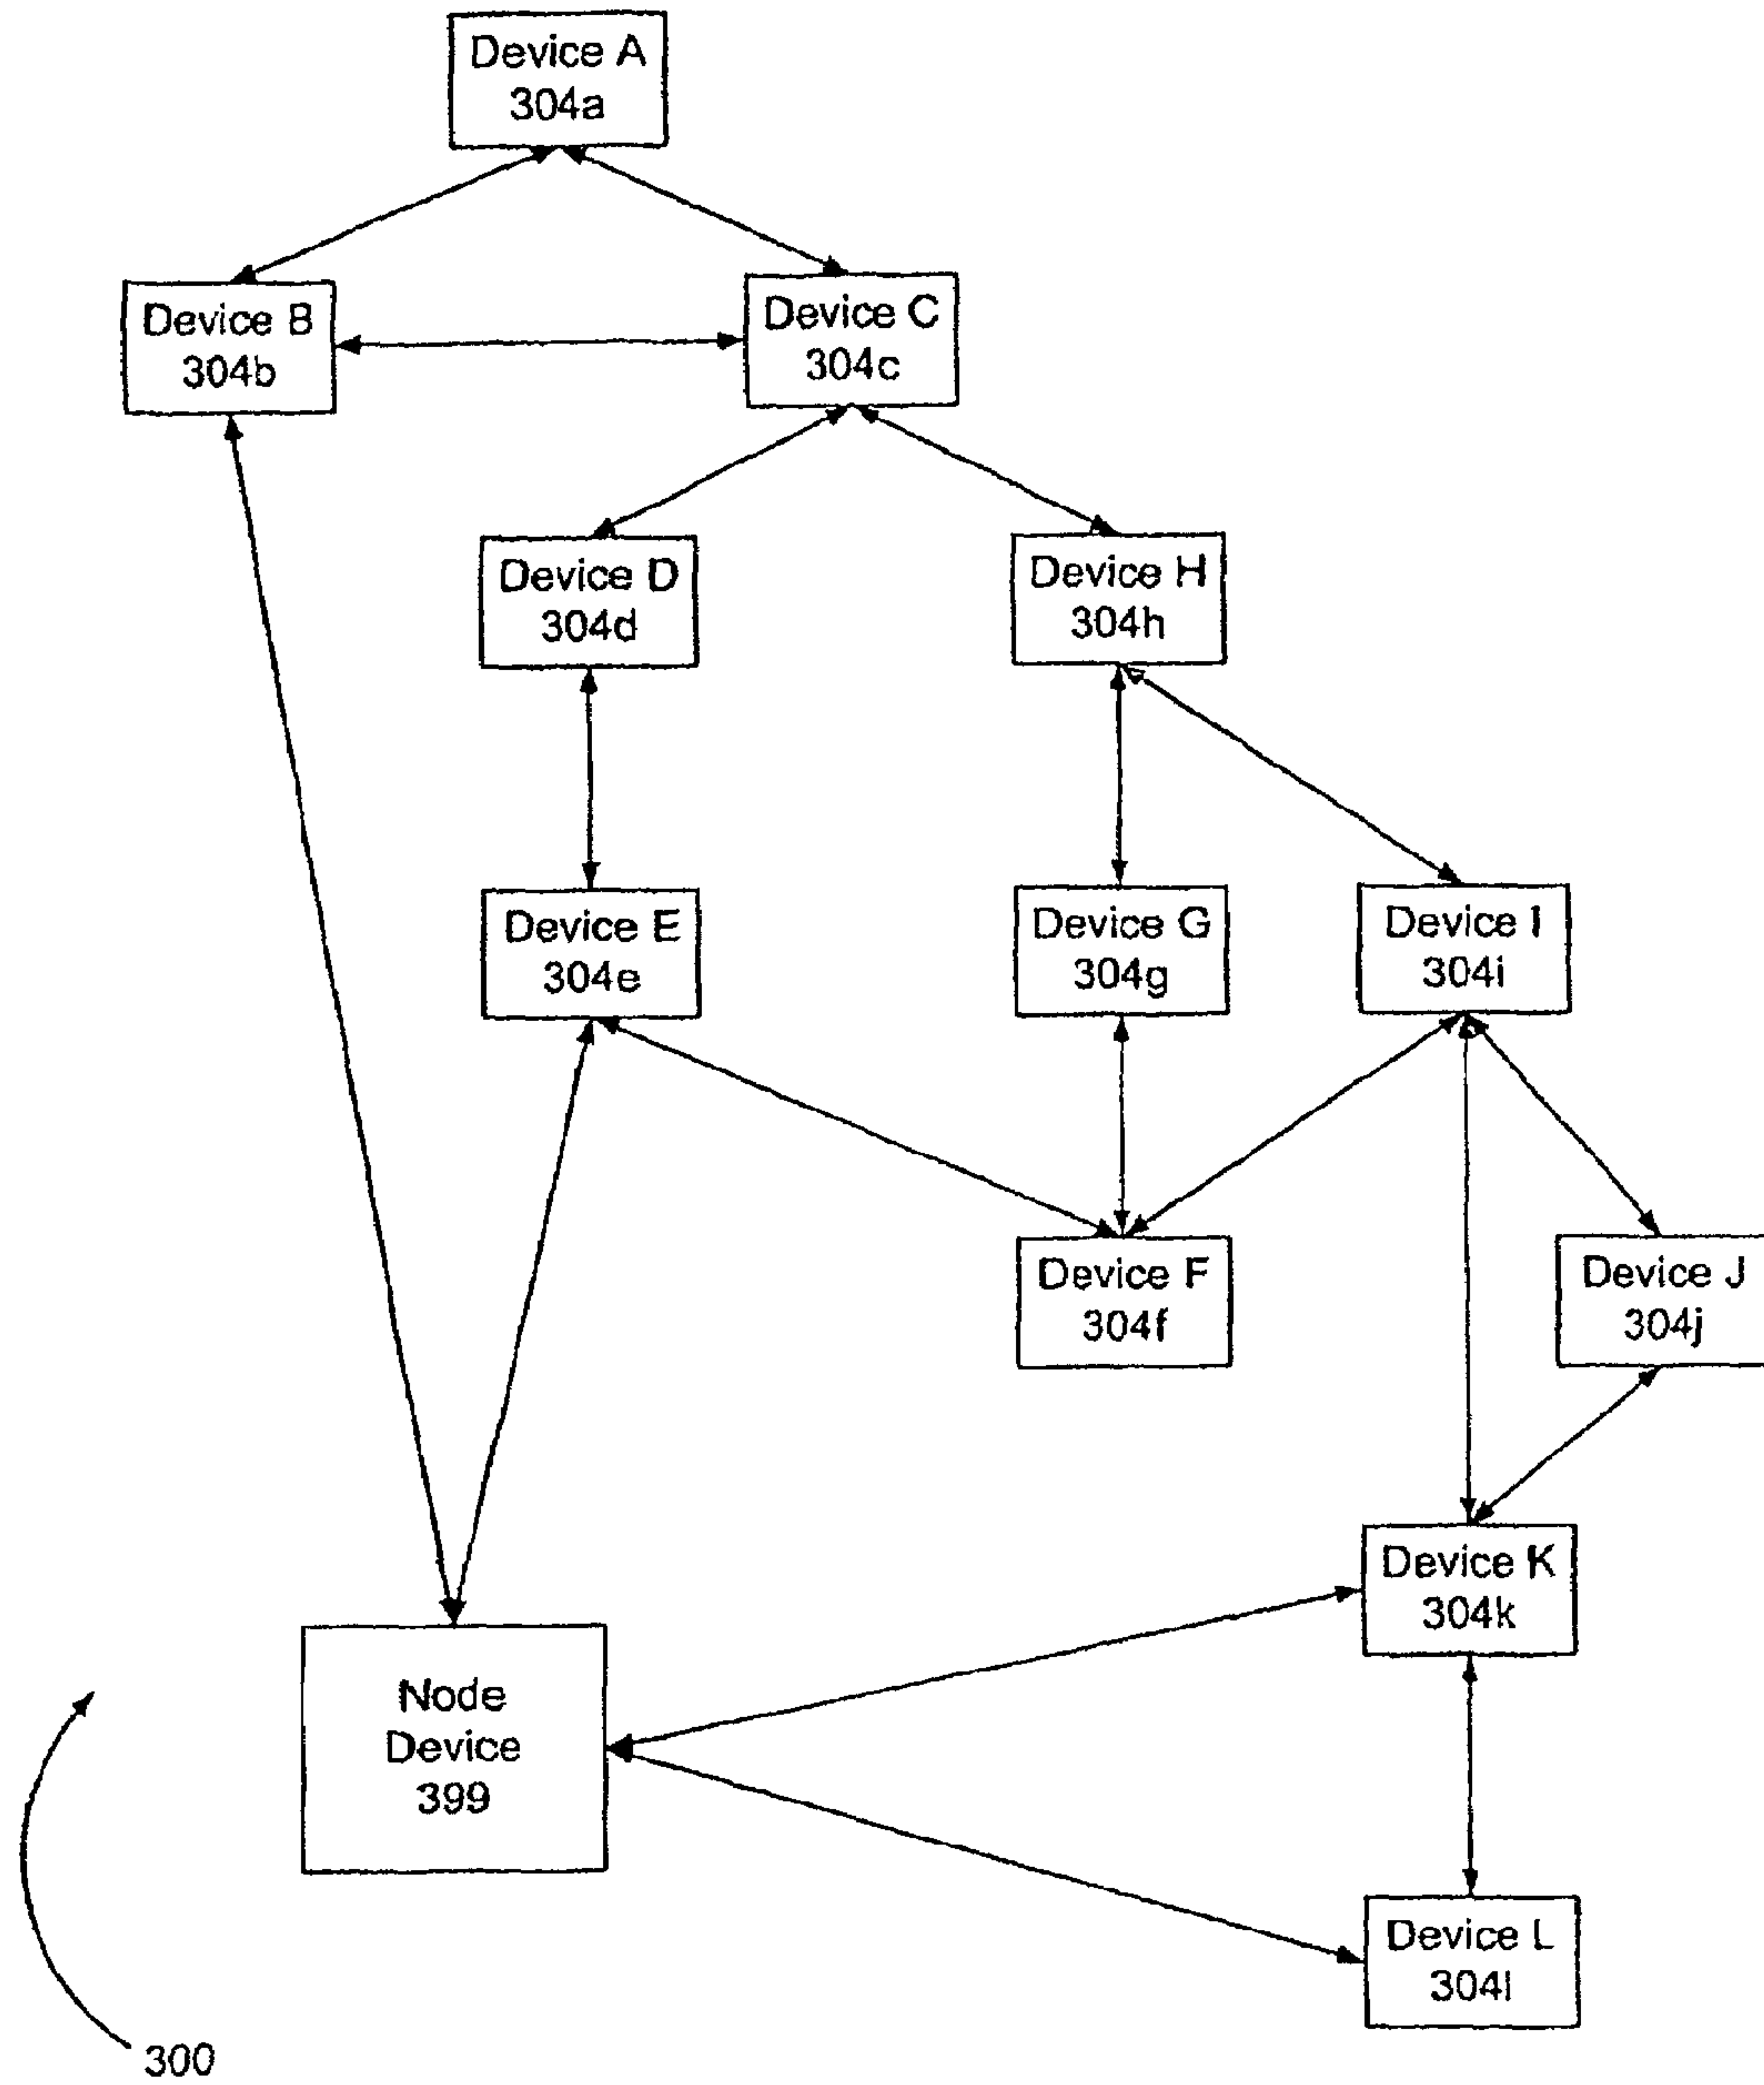 Device A
304a
Device B
304b
Device C
304c
Device D
304d
Device H
304h
Device E
304e
Device G
304g
Device I
304i
Device F
304f
Device J
304j
Device K
304k
Node
Device
399
Device L
304l
300